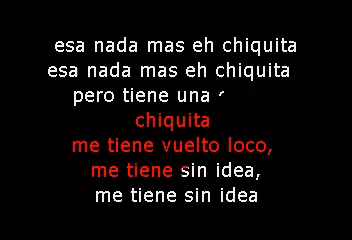 esa nada mas eh chiquita
esa nada mas eh chiquita
pero tiene una
chiquita
me tiene vuelto loco,
me tiene sin idea,
me tiene sin idea